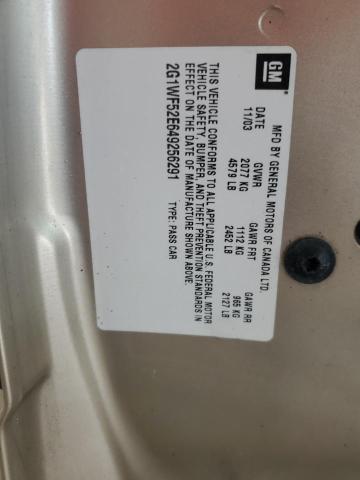 GM
MFD BY GENERAL MOTORS OF CANADA LTD.
DATE GVWR GAWR FRT GAWR RR
11/03 2077 KG 1112 KG 965 KG
4579 LB 2452 LB 2127 LB
THIS VEHICLE CONFORMS TO ALL APPLICABLE U.S. FEDERAL MOTOR
VEHICLE SAFETY, BUMPER, AND THEFT PREVENTION STANDARDS IN
EFFECT ON THE DATE OF MANUFACTURE SHOWN ABOVE.
2G1WF52E649256291 TYPE: PASS CAR